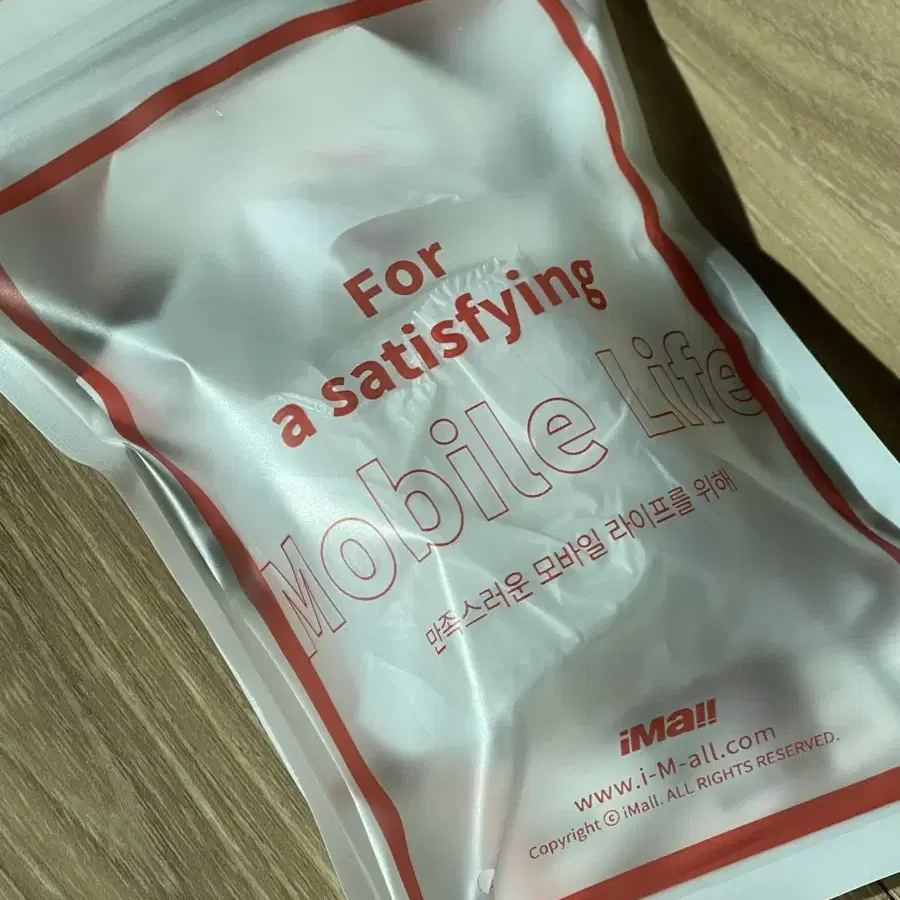 For
a satisfying
Mobile Life
만족스러운 모바일 라이프를 위해
iMall
www.i-M-all.com
Copyright ⓒ iMall. ALL RIGHTS RESERVED.